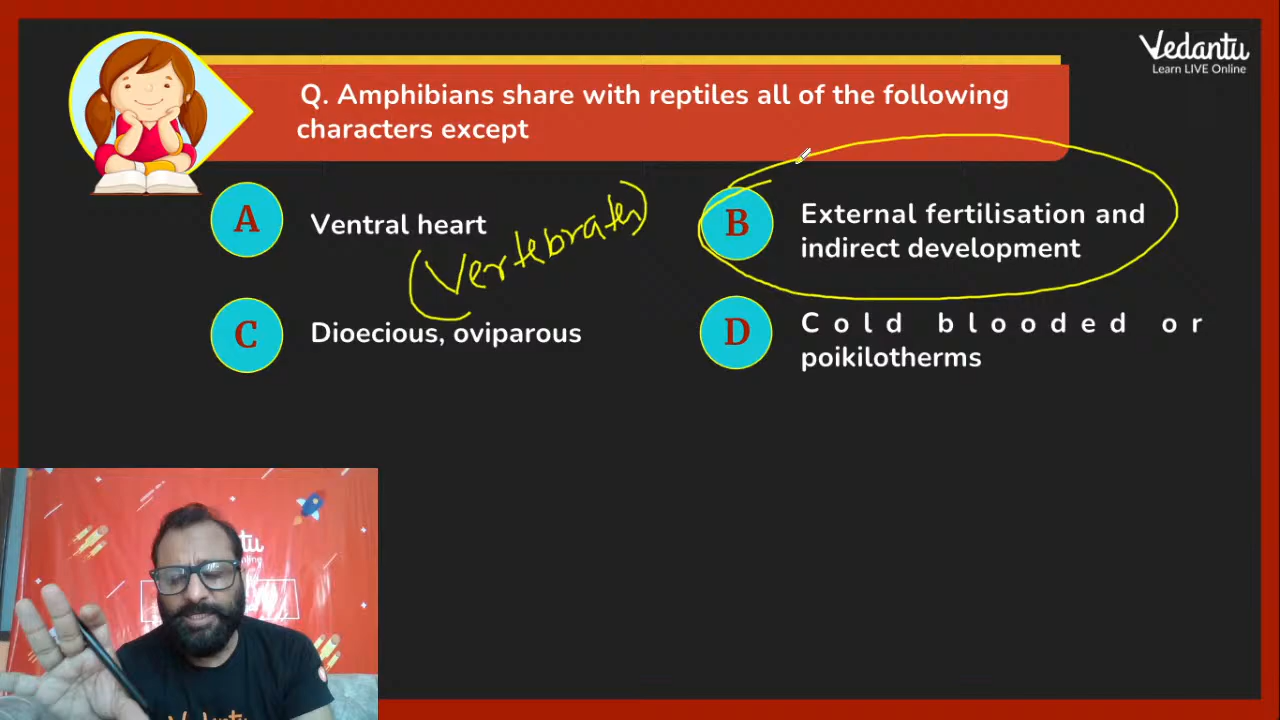 Vedantu
Learn LIVE Online
Q. Amphibians share with reptiles all of the following
characters except
A
Ventral heart
(Vertebrates)
B
External fertilisation and
indirect development
C
Dioecious, oviparous
D
Cold blooded or
poikilotherms
Vedantu